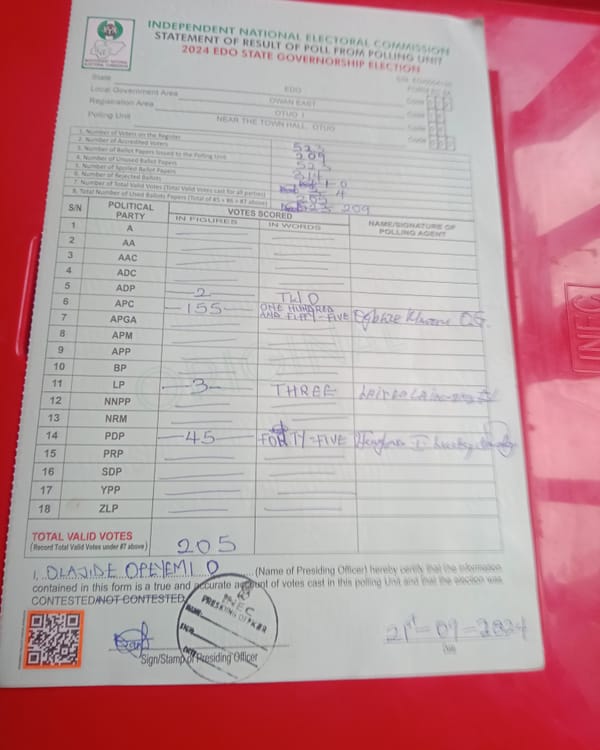 INDEPENDENT NATIONAL ELECTORAL COMMISSION
STATEMENT OF RESULT OF POLL FROM POLLING UNIT
2024 EDO STATE GOVERNORSHIP ELECTION
State EDO
Local Government Area OWAN EAST Code
Registration Area OTUO I Code
Polling Unit NEAR THE TOWN HALL, OTUO Code
1. Number of Voters on the Register 523
2. Number of Accredited Voters 209
3. Number of Ballot Papers Issued to the Polling Unit 523
4. Number of Unused Ballot Papers 314
5. Number of Spoiled Ballot Papers 0
6. Number of Rejected Ballots 4
7. Number of Total Valid Votes (Total Valid Votes cast for all parties) 205
8. Total Number of Used Ballots Papers (Total of #5 + #6 + #7 above) 209
S/N POLITICAL PARTY VOTES SCORED NAME/SIGNATURE OF POLLING AGENT
IN FIGURES IN WORDS
1 A
2 AA
3 AAC
4 ADC
5 ADP 2 TWO
6 APC 155 ONE HUNDRED AND FIFTY-FIVE
7 APGA
8 APM
9 APP
10 BP
11 LP 3 THREE
12 NNPP
13 NRM
14 PDP 45 FORTY-FIVE
15 PRP
16 SDP
17 YPP
18 ZLP
TOTAL VALID VOTES 205
(Record Total Valid Votes under #7 above)
I, OLAJIDE OPEYEMI O (Name of Presiding Officer) hereby certify that the information
contained in this form is a true and accurate account of votes cast in this polling Unit and that the election was
CONTESTED/NOT CONTESTED
INEC
PRESIDING OFFICER
NAME
SIGN
DATE
21st-09-2024
Sign/Stamp of Presiding Officer
Date
INEC